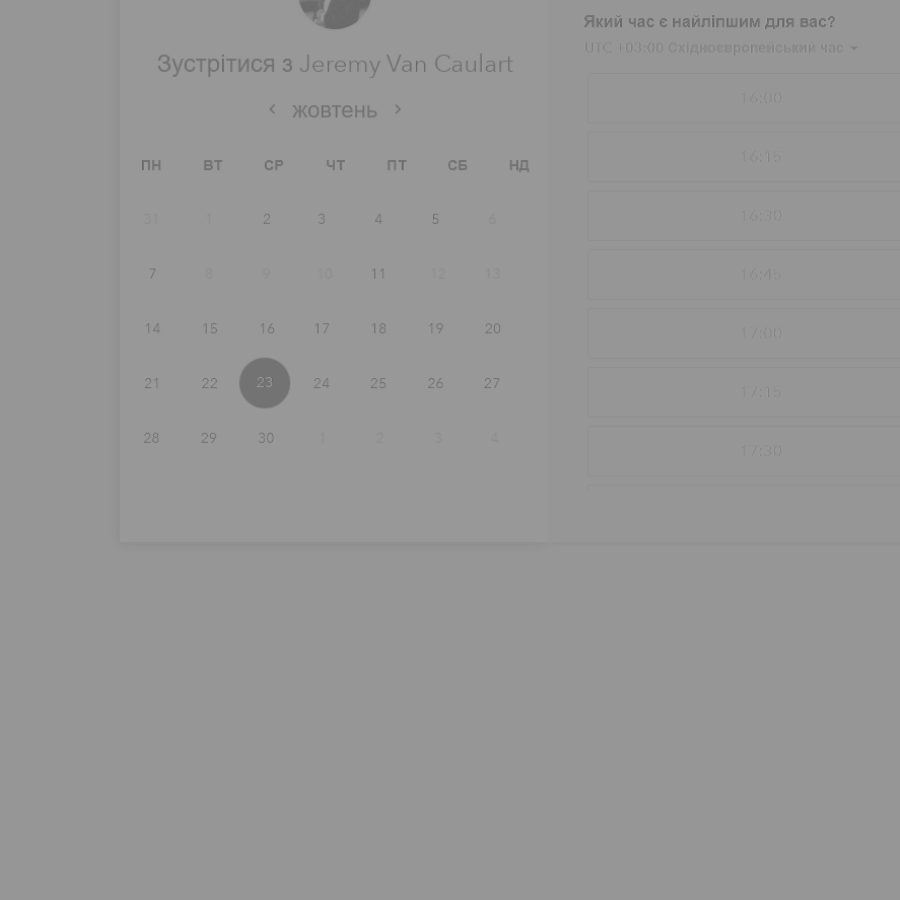 Зустрітися з Jeremy Van Caulart
жовтень
ПН ВТ СР ЧТ ПТ СБ НД
31 1 2 3 4 5 6
7 8 9 10 11 12 13
14 15 16 17 18 19 20
21 22 23 24 25 26 27
28 29 30 1 2 3 4
Який час є найліпшим для вас?
UTC +03:00 Східноєвропейський час
16:00
16:15
16:30
16:45
17:00
17:15
17:30